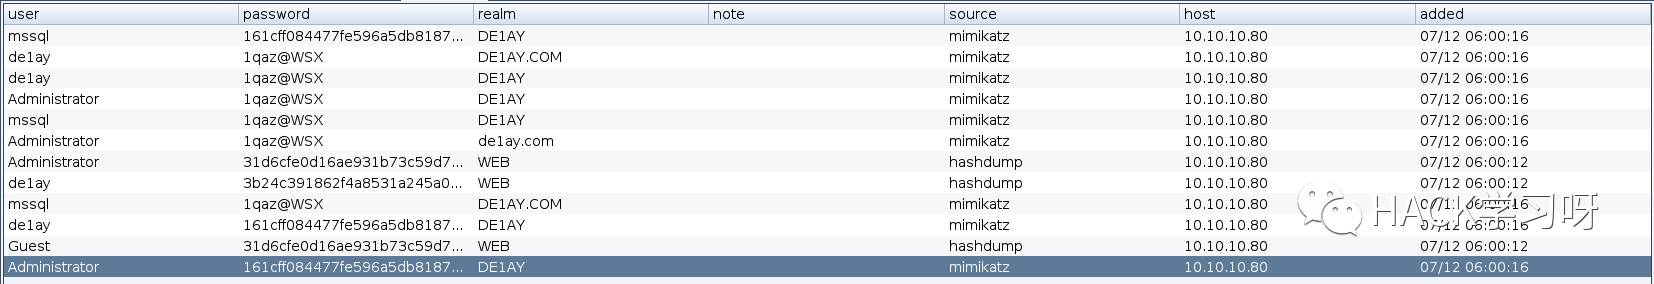 user password realm note source host added
mssql 161cff084477fe596a5db8187... DE1AY mimikatz 10.10.10.80 07/12 06:00:16
de1ay 1qaz@WSX DE1AY.COM mimikatz 10.10.10.80 07/12 06:00:16
de1ay 1qaz@WSX DE1AY mimikatz 10.10.10.80 07/12 06:00:16
Administrator 1qaz@WSX DE1AY mimikatz 10.10.10.80 07/12 06:00:16
mssql 1qaz@WSX DE1AY mimikatz 10.10.10.80 07/12 06:00:16
Administrator 1qaz@WSX de1ay.com mimikatz 10.10.10.80 07/12 06:00:16
Administrator 31d6cfe0d16ae931b73c59d7... WEB hashdump 10.10.10.80 07/12 06:00:12
de1ay 3b24c391862f4a8531a245a0... WEB hashdump 10.10.10.80 07/12 06:00:12
mssql 1qaz@WSX DE1AY.COM mimikatz 10.10.10.80 07/12 06:00:16
de1ay 161cff084477fe596a5db8187... DE1AY mimikatz 10.10.10.80 07/12 06:00:16
Guest 31d6cfe0d16ae931b73c59d7... WEB hashdump 10.10.10.80 07/12 06:00:12
Administrator 161cff084477fe596a5db8187... DE1AY mimikatz 10.10.10.80 07/12 06:00:16
HACK学习呀